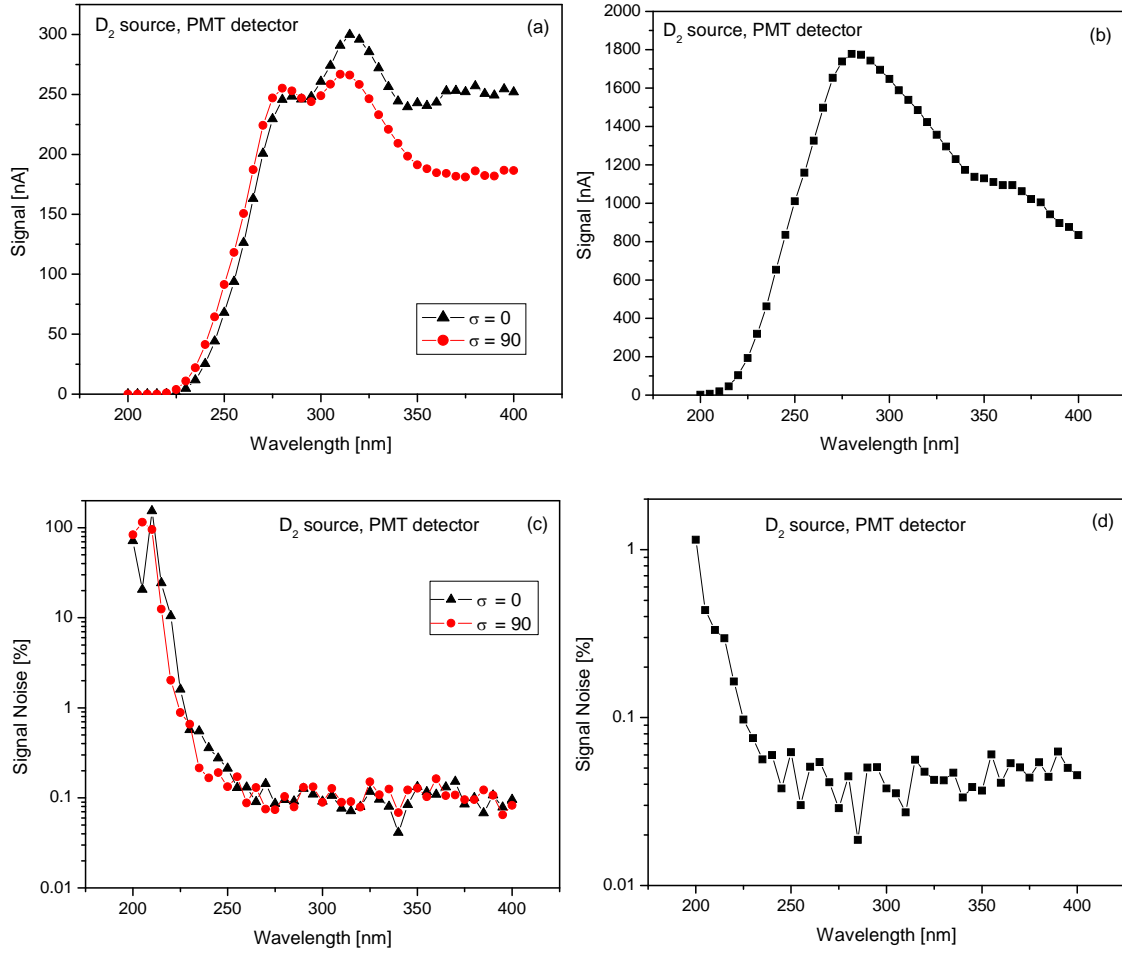 D₂ source, PMT detector
(a)
300
250
200
150
100
50
0
Signal [nA]
σ = 0
σ = 90
200
250
300
350
400
Wavelength [nm]
D₂ source, PMT detector
(b)
2000
1800
1600
1400
1200
1000
800
600
400
200
0
Signal [nA]
200
250
300
350
400
Wavelength [nm]
D₂ source, PMT detector
(c)
100
10
1
0.1
0.01
Signal Noise [%]
σ = 0
σ = 90
200
250
300
350
400
Wavelength [nm]
D₂ source, PMT detector
(d)
1
0.1
0.01
Signal Noise [%]
200
250
300
350
400
Wavelength [nm]